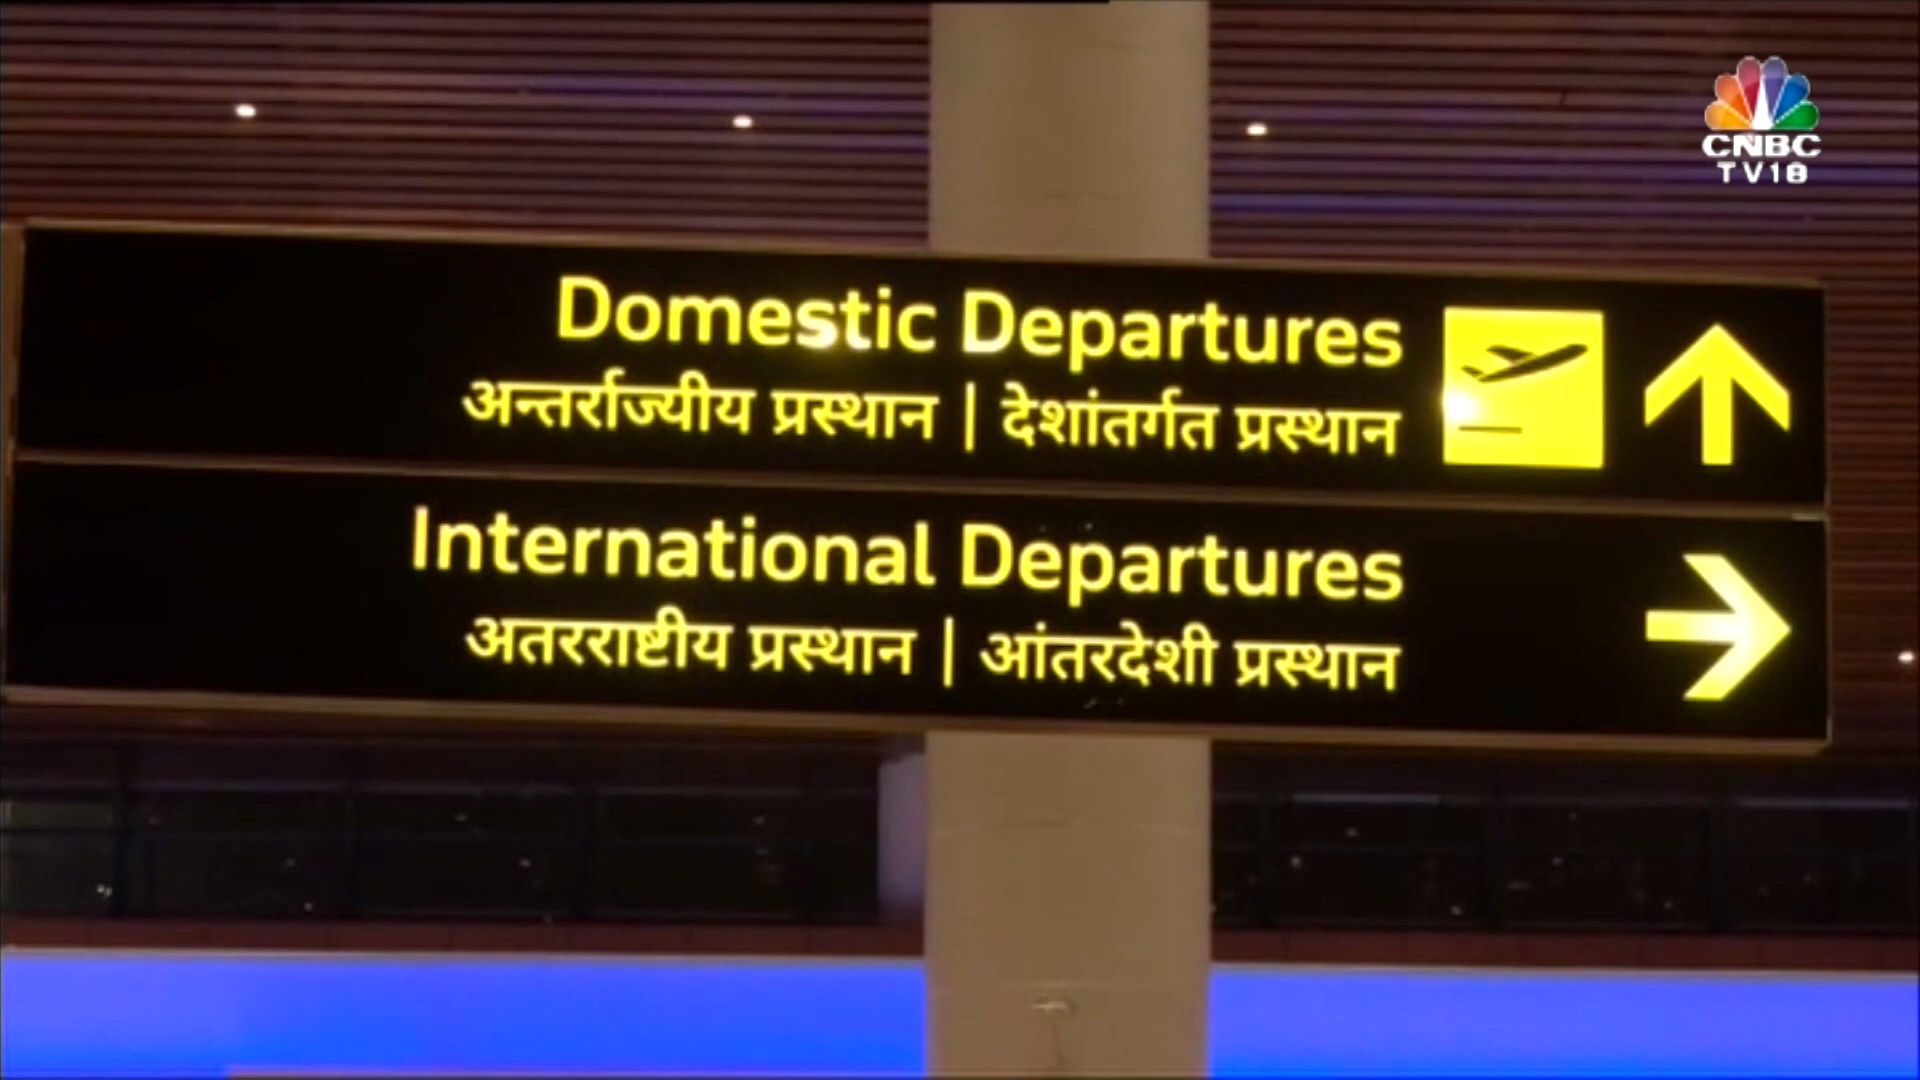 CNBC
TV18
Domestic Departures
अन्तर्राज्यीय प्रस्थान | देशांतर्गत प्रस्थान
International Departures
अतरराष्टीय प्रस्थान | आंतरदेशी प्रस्थान